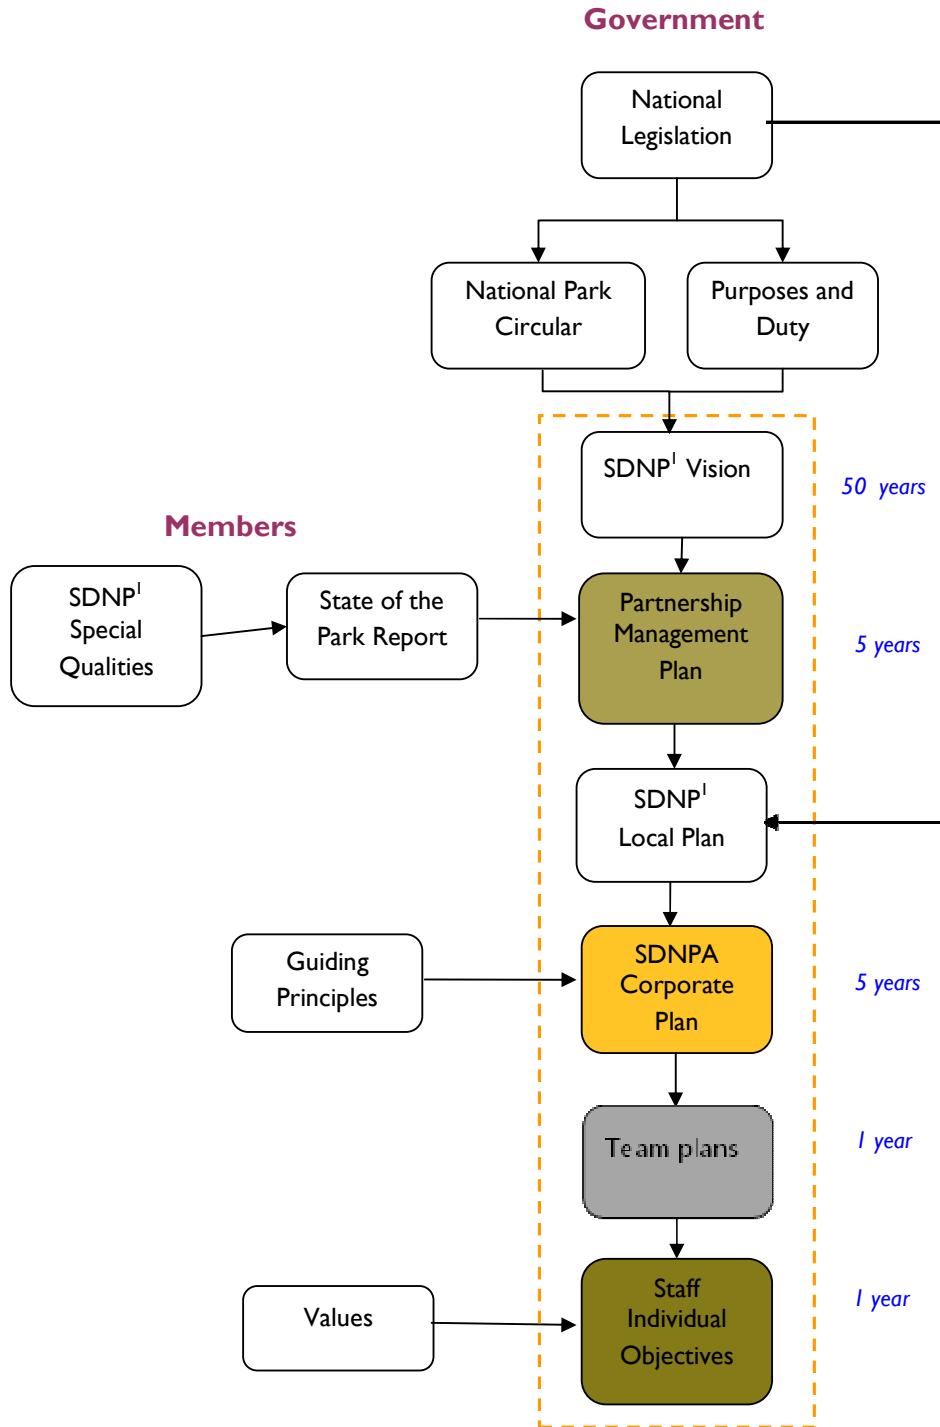 Government
National
Legislation
National Park
Circular
Purposes and
Duty
SDNP¹ Vision
50 years
Members
SDNP¹
Special
Qualities
State of the
Park Report
Partnership
Management
Plan
5 years
SDNP¹
Local Plan
Guiding
Principles
SDNPA
Corporate
Plan
5 years
Team plans
1 year
Values
Staff
Individual
Objectives
1 year